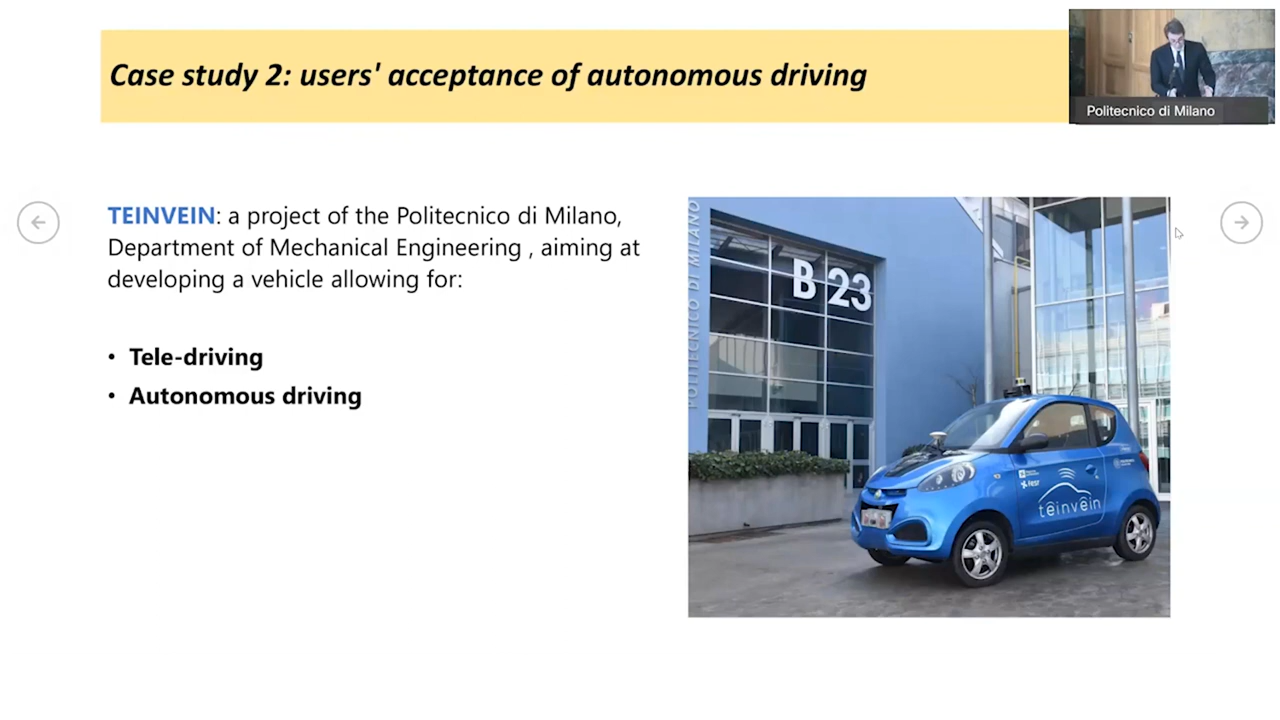 Case study 2: users' acceptance of autonomous driving
Politecnico di Milano
TEINVEIN: a project of the Politecnico di Milano,
Department of Mechanical Engineering , aiming at
developing a vehicle allowing for:
• Tele-driving
• Autonomous driving
POLITECNICO DI MILANO
B 23
teinvein